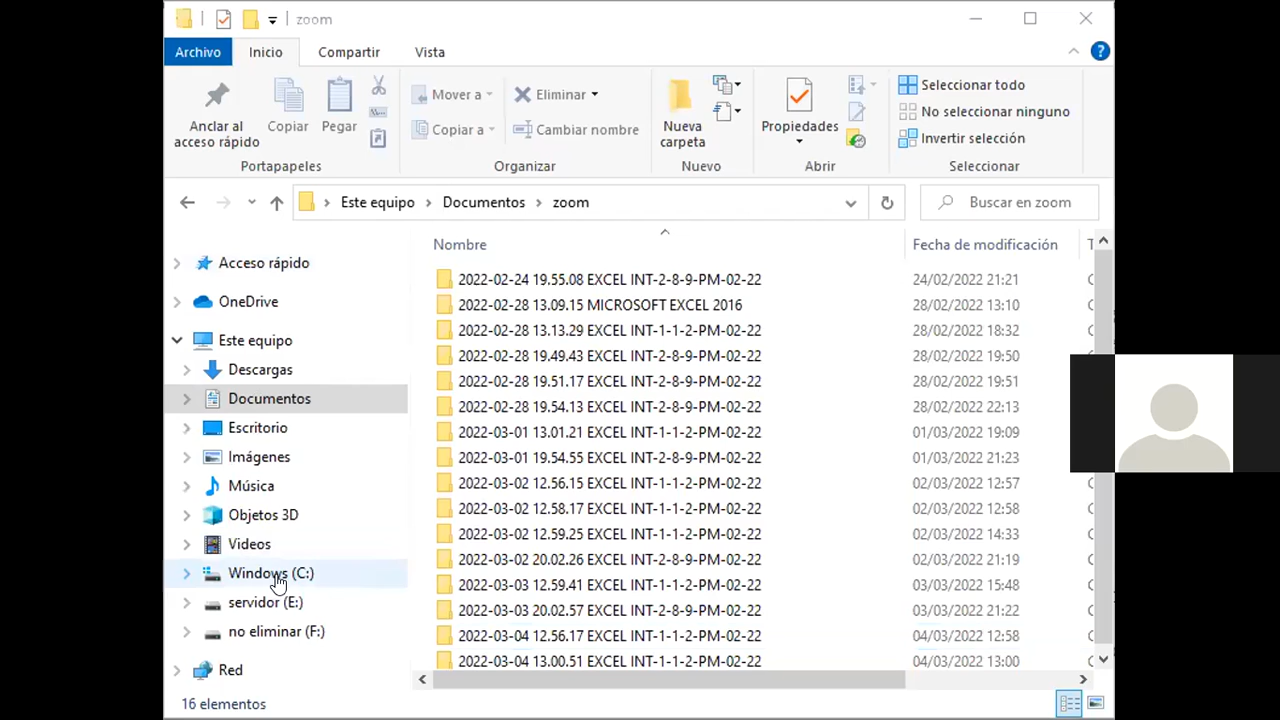 zoom
Archivo Inicio Compartir Vista
Anclar al acceso rápido
Copiar
Pegar
Mover a
Copiar a
Eliminar
Cambiar nombre
Nueva carpeta
Propiedades
Seleccionar todo
No seleccionar ninguno
Invertir selección
Portapapeles Organizar Nuevo Abrir Seleccionar
Este equipo > Documentos > zoom
Buscar en zoom
Acceso rápido
OneDrive
Este equipo
Descargas
Documentos
Escritorio
Imágenes
Música
Objetos 3D
Videos
Windows (C:)
servidor (E:)
no eliminar (F:)
Red
Nombre Fecha de modificación T
2022-02-24 19.55.08 EXCEL INT-2-8-9-PM-02-22 24/02/2022 21:21 C
2022-02-28 13.09.15 MICROSOFT EXCEL 2016 28/02/2022 13:10 C
2022-02-28 13.13.29 EXCEL INT-1-1-2-PM-02-22 28/02/2022 18:32 C
2022-02-28 19.49.43 EXCEL INT-2-8-9-PM-02-22 28/02/2022 19:50 C
2022-02-28 19.51.17 EXCEL INT-2-8-9-PM-02-22 28/02/2022 19:51 C
2022-02-28 19.54.13 EXCEL INT-2-8-9-PM-02-22 28/02/2022 22:13 C
2022-03-01 13.01.21 EXCEL INT-1-1-2-PM-02-22 01/03/2022 19:09 C
2022-03-01 19.54.55 EXCEL INT-2-8-9-PM-02-22 01/03/2022 21:23 C
2022-03-02 12.56.15 EXCEL INT-1-1-2-PM-02-22 02/03/2022 12:57 C
2022-03-02 12.58.17 EXCEL INT-1-1-2-PM-02-22 02/03/2022 12:58 C
2022-03-02 12.59.25 EXCEL INT-1-1-2-PM-02-22 02/03/2022 14:33 C
2022-03-02 20.02.26 EXCEL INT-2-8-9-PM-02-22 02/03/2022 21:19 C
2022-03-03 12.59.41 EXCEL INT-1-1-2-PM-02-22 03/03/2022 15:48 C
2022-03-03 20.02.57 EXCEL INT-2-8-9-PM-02-22 03/03/2022 21:22 C
2022-03-04 12.56.17 EXCEL INT-1-1-2-PM-02-22 04/03/2022 12:58 C
2022-03-04 13.00.51 EXCEL INT-1-1-2-PM-02-22 04/03/2022 13:00 C
16 elementos